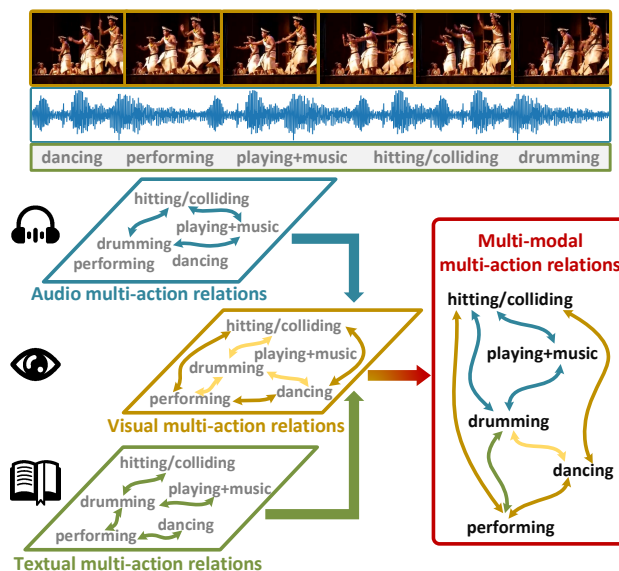 dancing performing playing+music hitting/colliding drumming
hitting/colliding
playing+music
drumming
performing dancing
Audio multi-action relations
hitting/colliding
playing+music
drumming
performing dancing
Visual multi-action relations
hitting/colliding
playing+music
drumming
dancing
performing
Textual multi-action relations
Multi-modal
multi-action relations
hitting/colliding
playing+music
drumming
dancing
performing